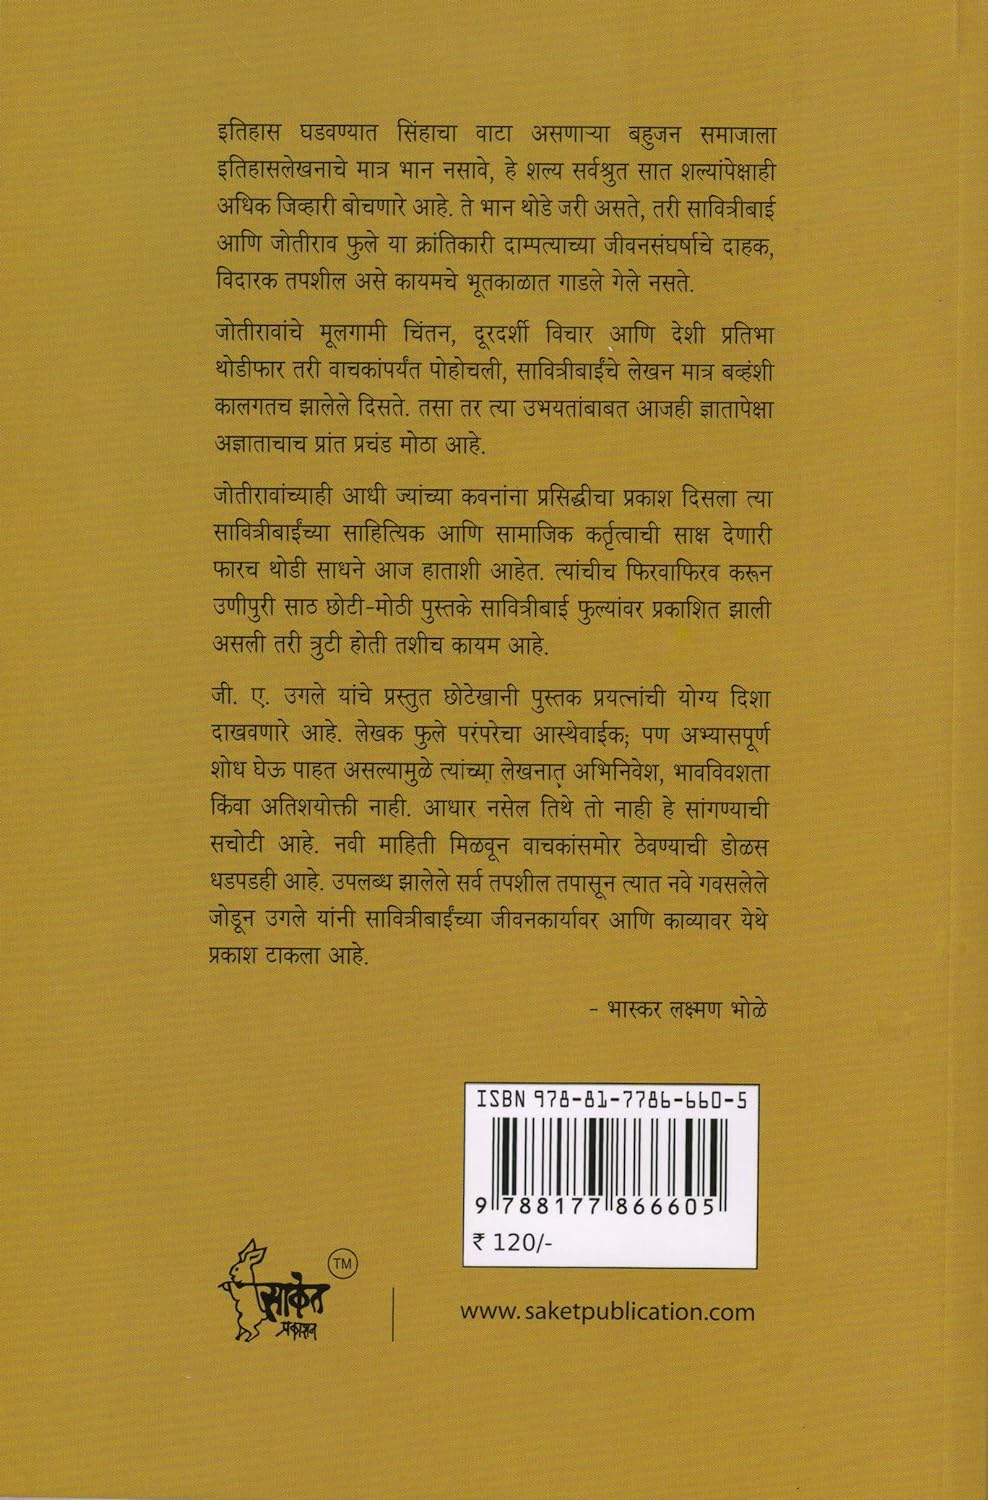 इतिहास घडवण्यात सिंहाचा वाटा असणाऱ्या बहुजन समाजाला
इतिहासलेखनाचे मात्र भान नसावे, हे शल्य सर्वश्रुत सात शल्यांपेक्षाही
अधिक जिव्हारी बोचणारे आहे. ते भान थोडे जरी असते, तरी सावित्रीबाई
आणि जोतीराव फुले या क्रांतिकारी दाम्पत्याच्या जीवनसंघर्षाचे दाहक,
विदारक तपशील असे कायमचे भूतकाळात गाडले गेले नसते.
जोतीरावांचे मूलगामी चिंतन, दूरदर्शी विचार आणि देशी प्रतिभा
थोडीफार तरी वाचकांपर्यंत पोहोचली, सावित्रीबाईंचे लेखन मात्र बव्हंशी
कालगतच झालेले दिसते. तसा तर त्या उभयतांबाबत आजही ज्ञातापेक्षा
अज्ञाताचाच प्रांत प्रचंड मोठा आहे.
जोतीरावांच्याही आधी ज्यांच्या कवनांना प्रसिद्धीचा प्रकाश दिसला त्या
सावित्रीबाईंच्या साहित्यिक आणि सामाजिक कर्तृत्वाची साक्ष देणारी
फारच थोडी साधने आज हाताशी आहेत. त्यांचीच फिरवाफिरव करून
उणीपुरी साठ छोटी-मोठी पुस्तके सावित्रीबाई फुल्यांवर प्रकाशित झाली
असली तरी त्रुटी होती तशीच कायम आहे.
जी. ए. उगले यांचे प्रस्तुत छोटेखानी पुस्तक प्रयत्नांची योग्य दिशा
दाखवणारे आहे. लेखक फुले परंपरेचा आस्थेवाईक; पण अभ्यासपूर्ण
शोध घेऊ पाहत असल्यामुळे त्यांच्या लेखनात अभिनिवेश, भावविवशता
किंवा अतिशयोक्ती नाही. आधार नसेल तिथे तो नाही हे सांगण्याची
सचोटी आहे. नवी माहिती मिळवून वाचकांसमोर ठेवण्याची डोळस
धडपडही आहे. उपलब्ध झालेले सर्व तपशील तपासून त्यात नवे गवसलेले
जोडून उगले यांनी सावित्रीबाईंच्या जीवनकार्यावर आणि काव्यावर येथे
प्रकाश टाकला आहे.
- भास्कर लक्ष्मण भोळे
ISBN 978-81-7786-660-5
9 788177 866605
₹ 120/-
साकेत
प्रकाशन
TM
www.saketpublication.com